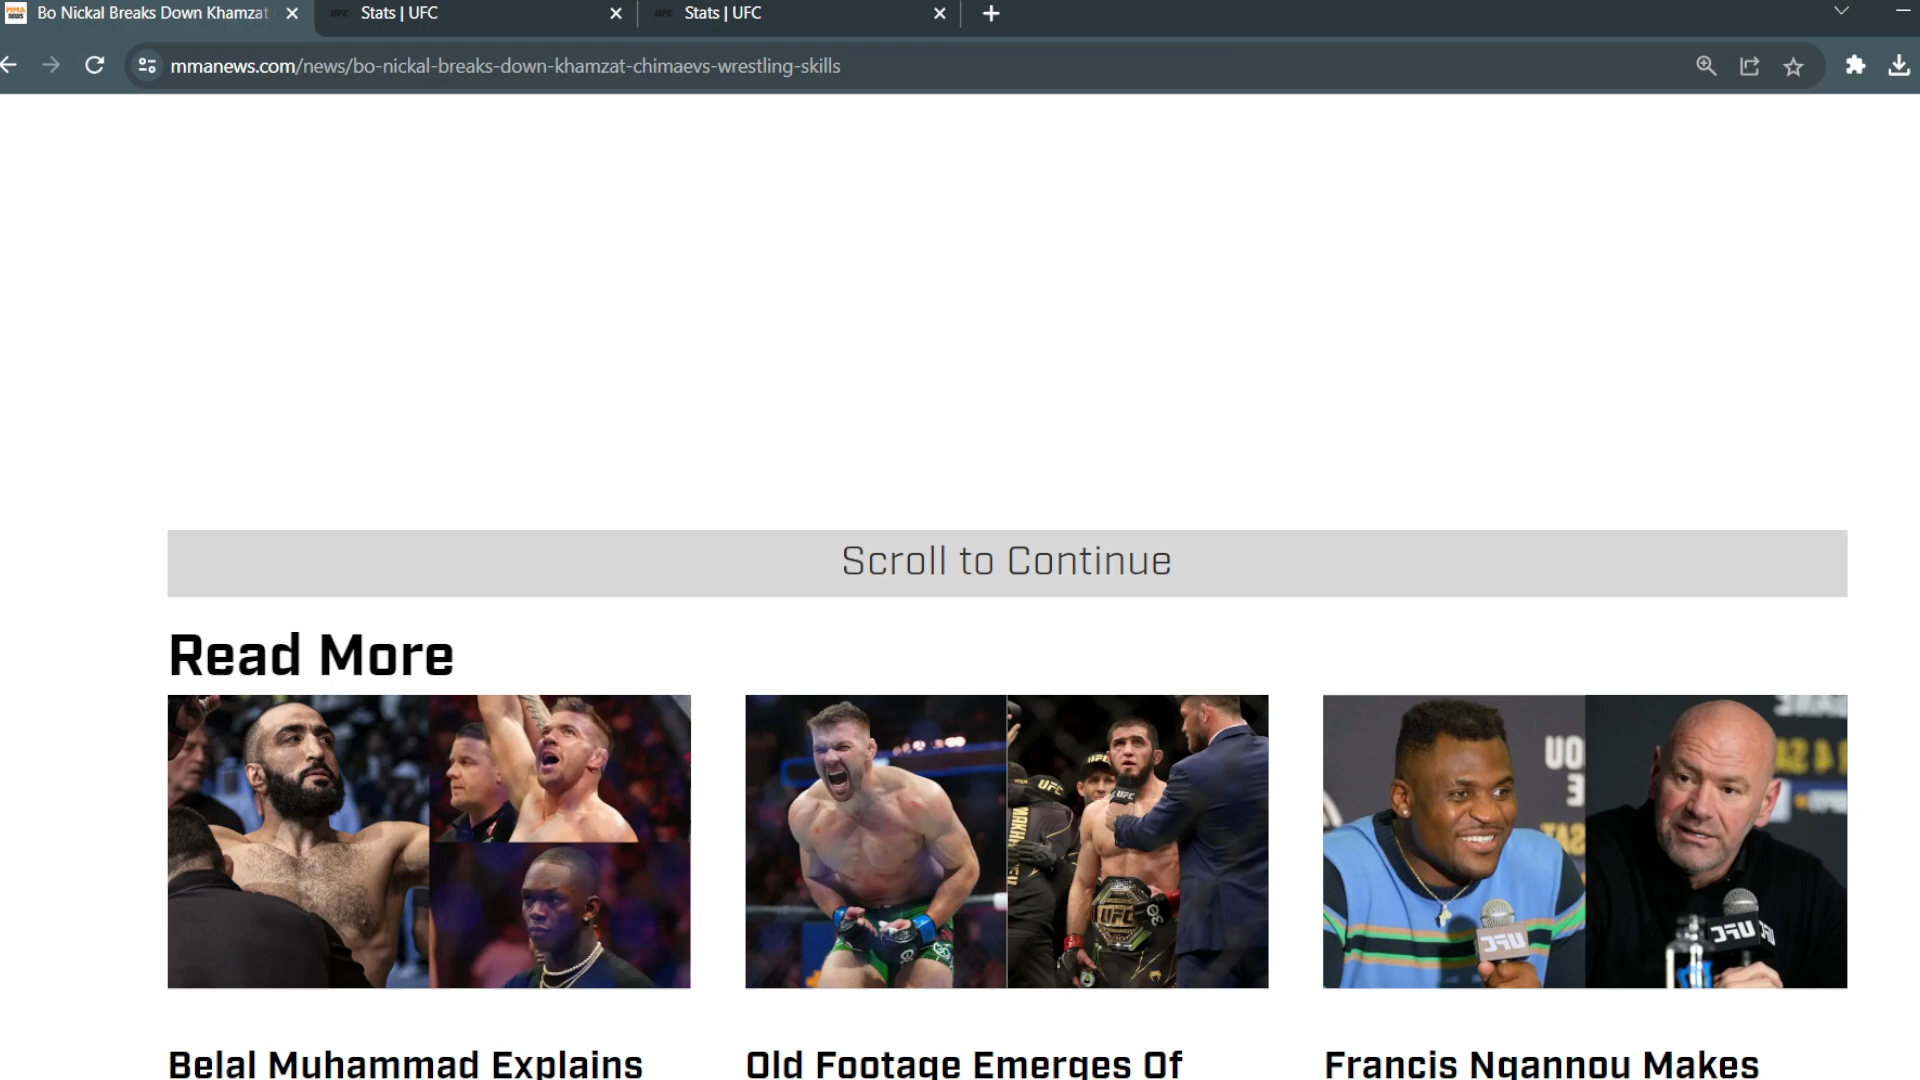 Bo Nickal Breaks Down Khamzat
Stats | UFC
Stats | UFC
mmanews.com/news/bo-nickal-breaks-down-khamzat-chimaevs-wrestling-skills
Scroll to Continue
Read More
Belal Muhammad Explains
Old Footage Emerges Of
Francis Ngannou Makes